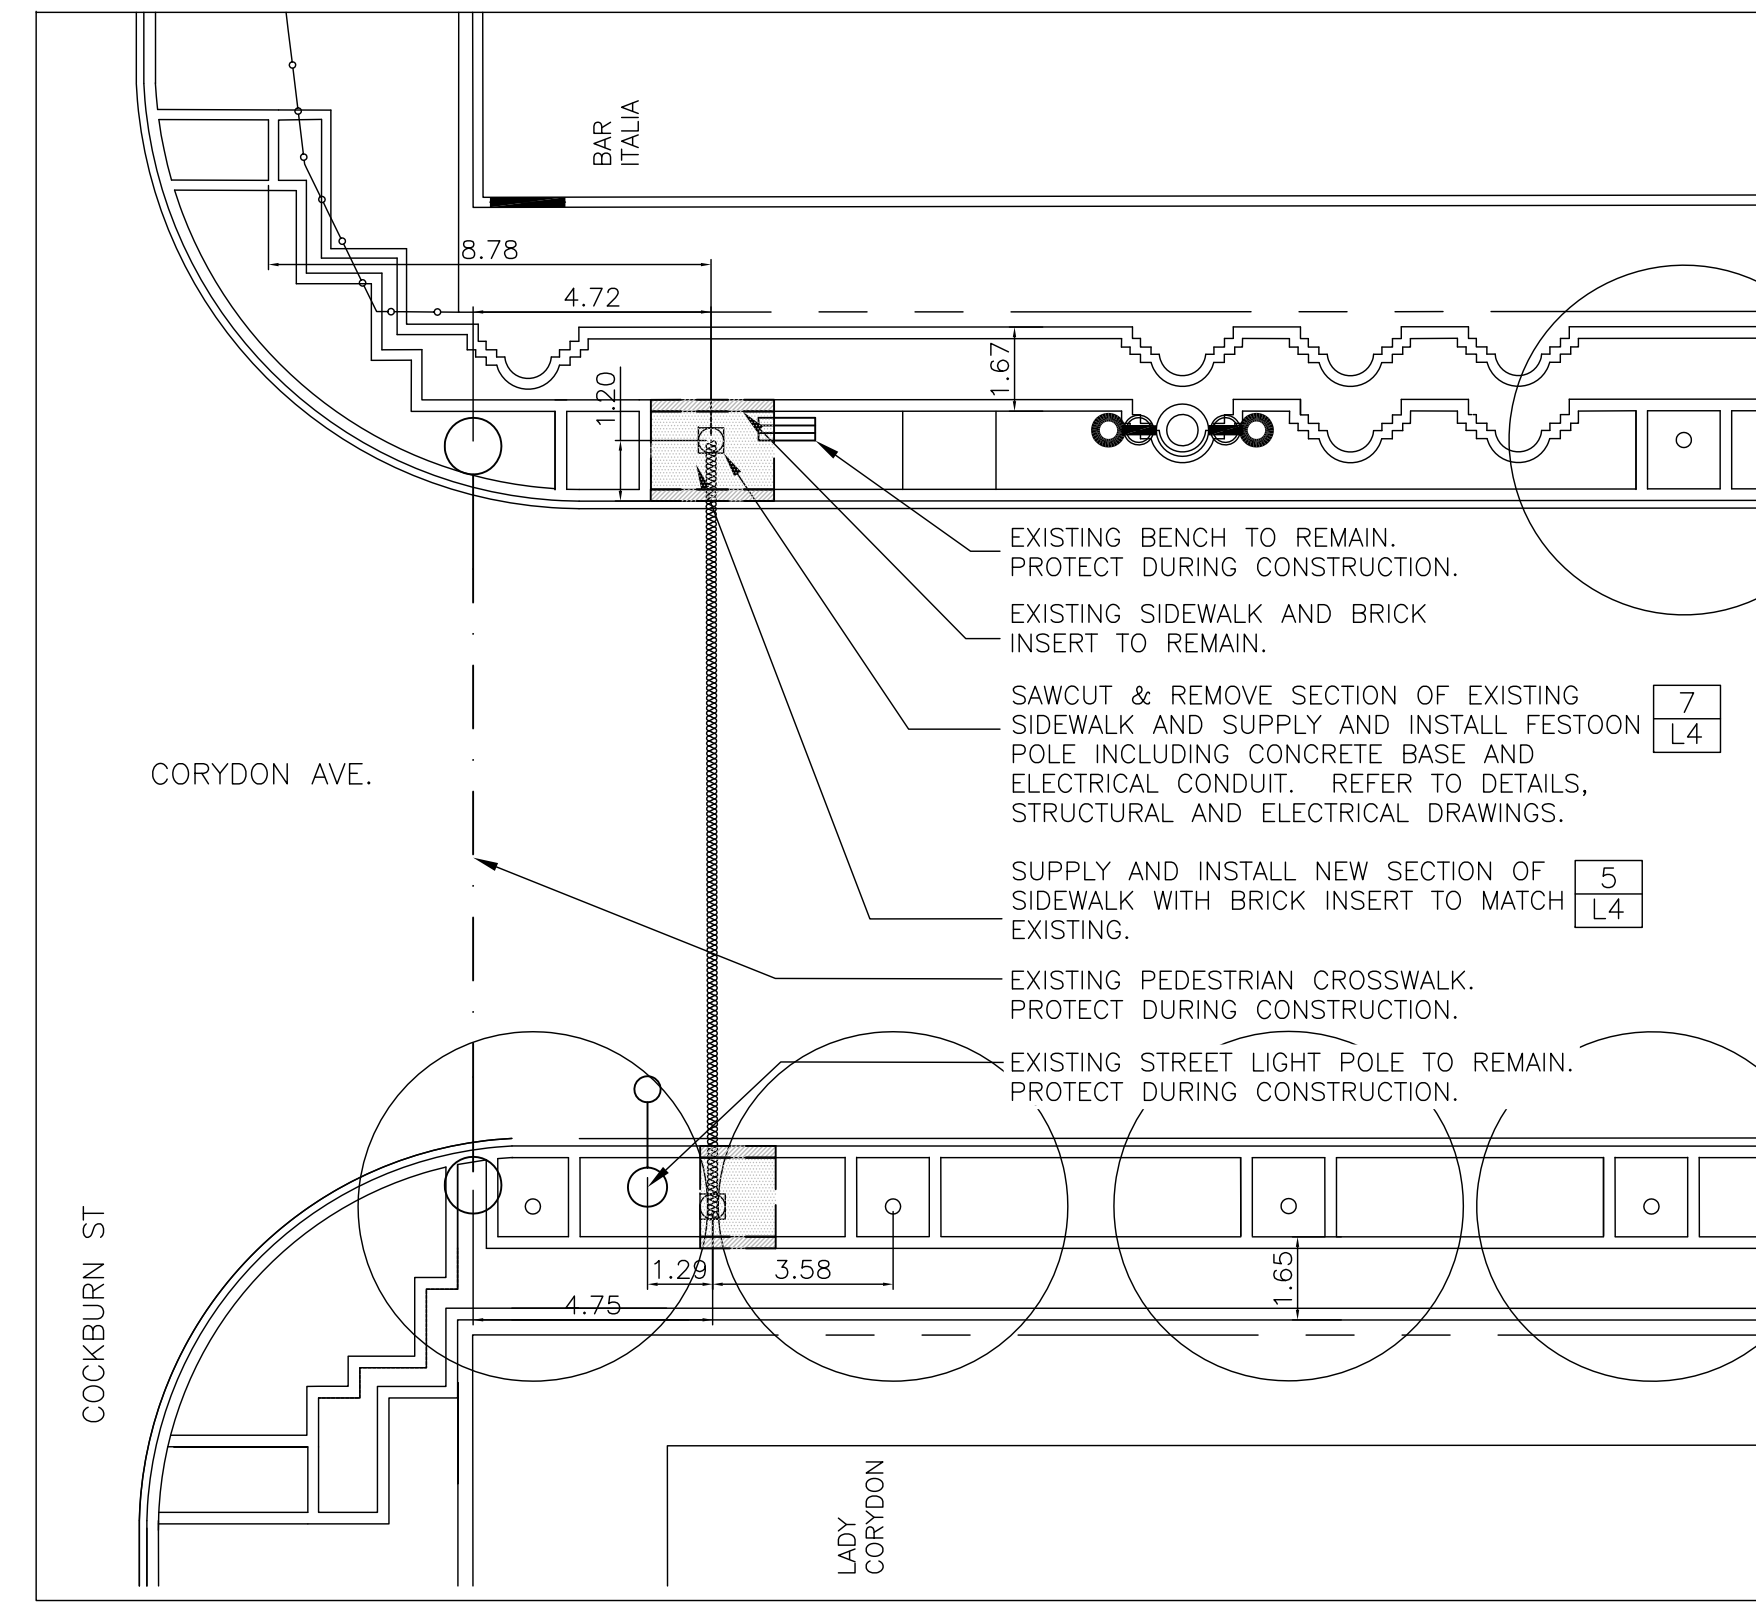 BAR
ITALIA
8.78
4.72
1.67
1.20
EXISTING BENCH TO REMAIN.
PROTECT DURING CONSTRUCTION.
EXISTING SIDEWALK AND BRICK
INSERT TO REMAIN.
SAWCUT & REMOVE SECTION OF EXISTING
SIDEWALK AND SUPPLY AND INSTALL FESTOON
POLE INCLUDING CONCRETE BASE AND
ELECTRICAL CONDUIT. REFER TO DETAILS,
STRUCTURAL AND ELECTRICAL DRAWINGS.
7
L4
CORYDON AVE.
SUPPLY AND INSTALL NEW SECTION OF
SIDEWALK WITH BRICK INSERT TO MATCH
EXISTING.
5
L4
EXISTING PEDESTRIAN CROSSWALK.
PROTECT DURING CONSTRUCTION.
EXISTING STREET LIGHT POLE TO REMAIN.
PROTECT DURING CONSTRUCTION.
COCKBURN ST
1.29
3.58
1.65
4.75
LADY
CORYDON